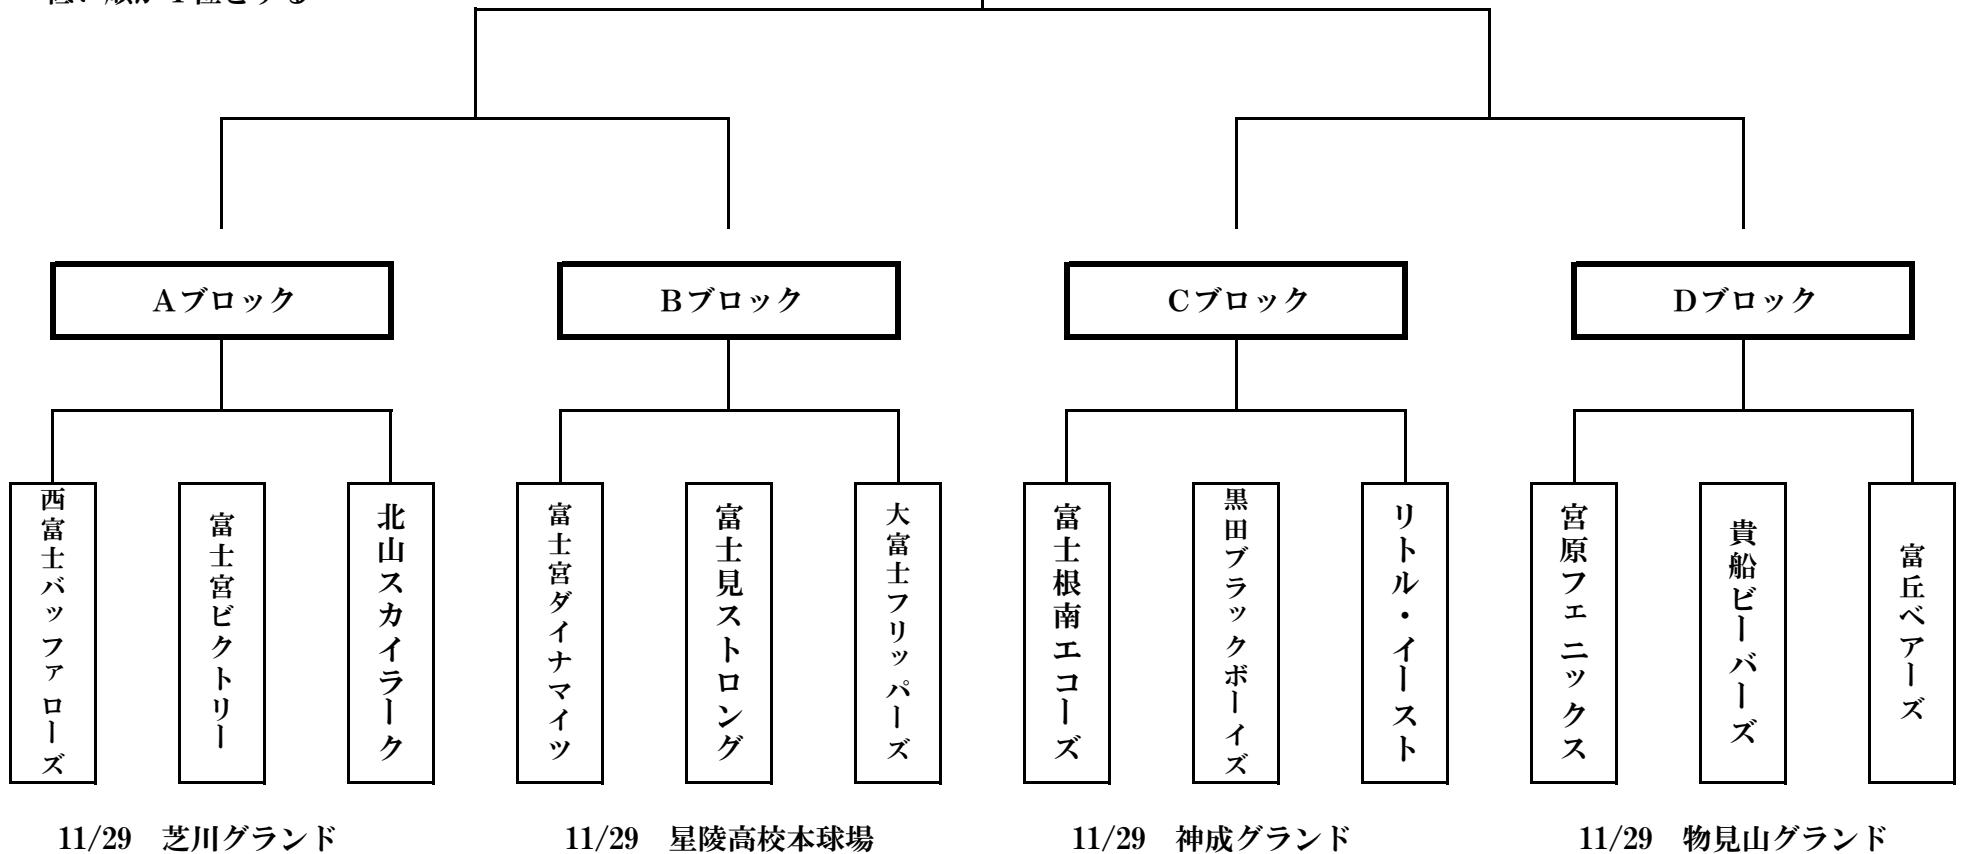 Aブロック
Bブロック
Cブロック
Dブロック
西富士バッファローズ
富士宮ビクトリー
北山スカイラーク
富士宮ダイナマイツ
富士見ストロング
大富士フリッパーズ
富士根南エコーズ
黒田ブラックボーイズ
リトル・イースト
宮原フェニックス
貴船ビーバーズ
富丘ベアーズ
11/29　芝川グランド
11/29　星陵高校本球場
11/29　神成グランド
11/29　物見山グランド